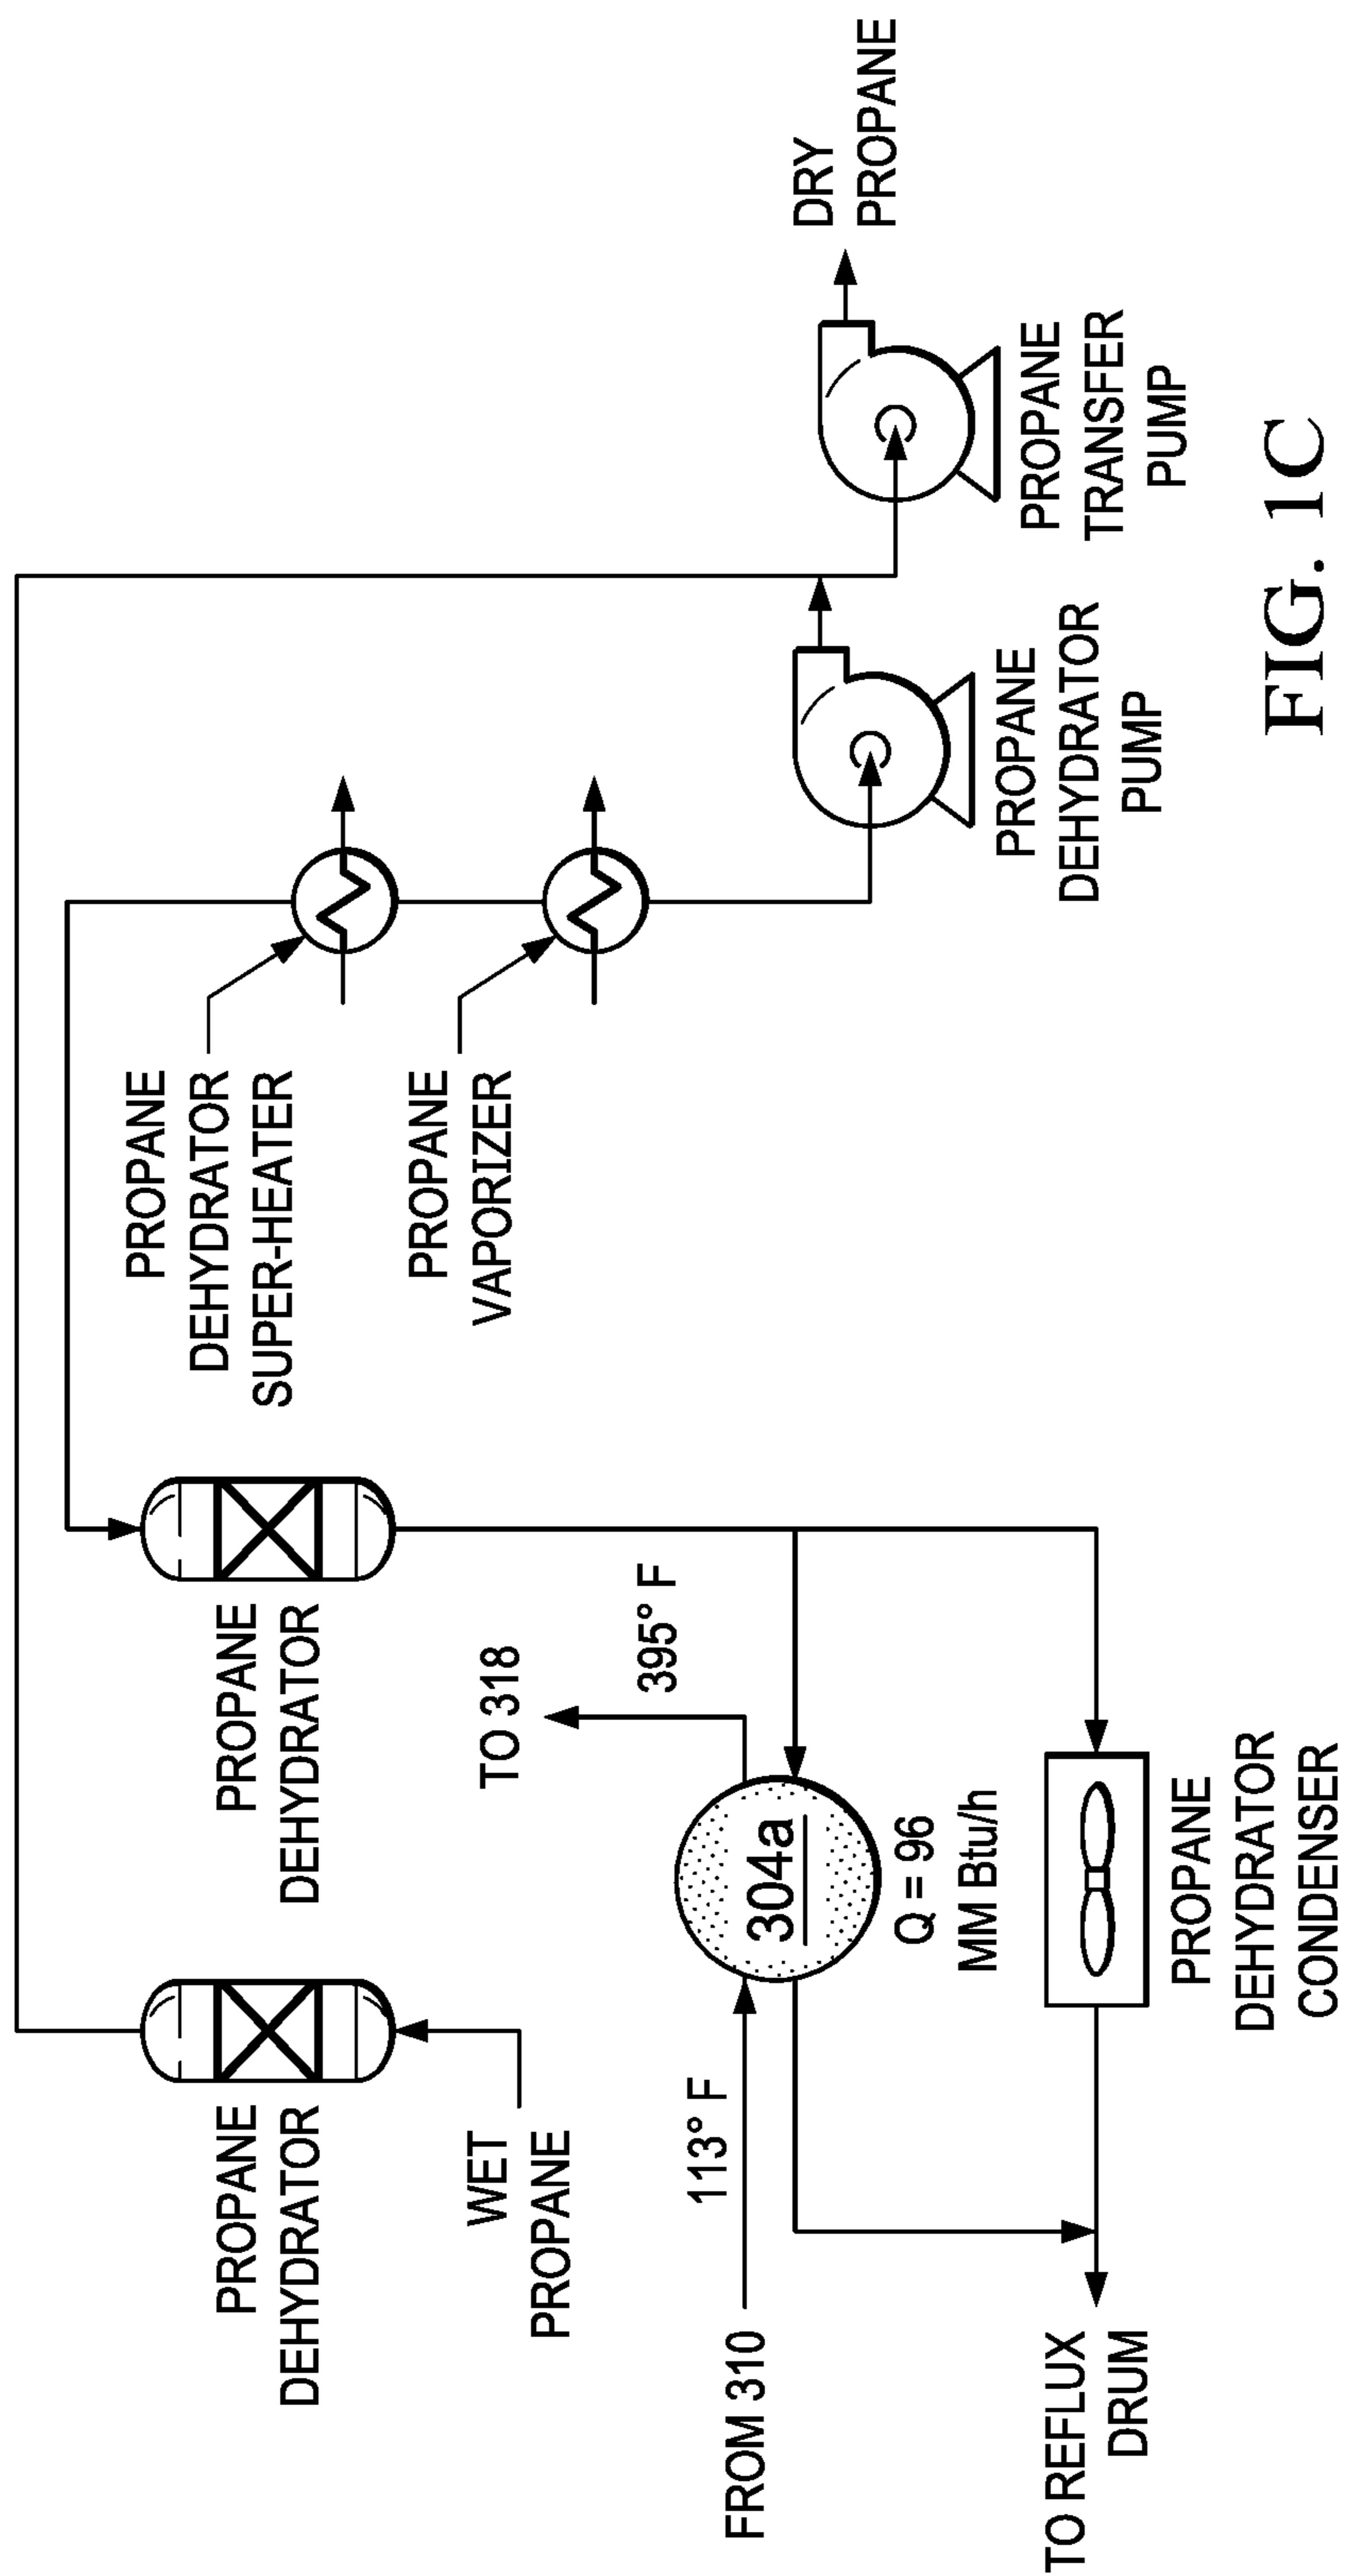 PROPANE
DEHYDRATOR
WET
PROPANE
PROPANE
DEHYDRATOR
PROPANE
DEHYDRATOR
SUPER-HEATER
PROPANE
VAPORIZER
TO 318
395° F
FROM 310
113° F
304a
Q = 96
MM Btu/h
TO REFLUX
DRUM
PROPANE
DEHYDRATOR
CONDENSER
PROPANE
DEHYDRATOR
PUMP
PROPANE
TRANSFER
PUMP
DRY
PROPANE
FIG. 1C